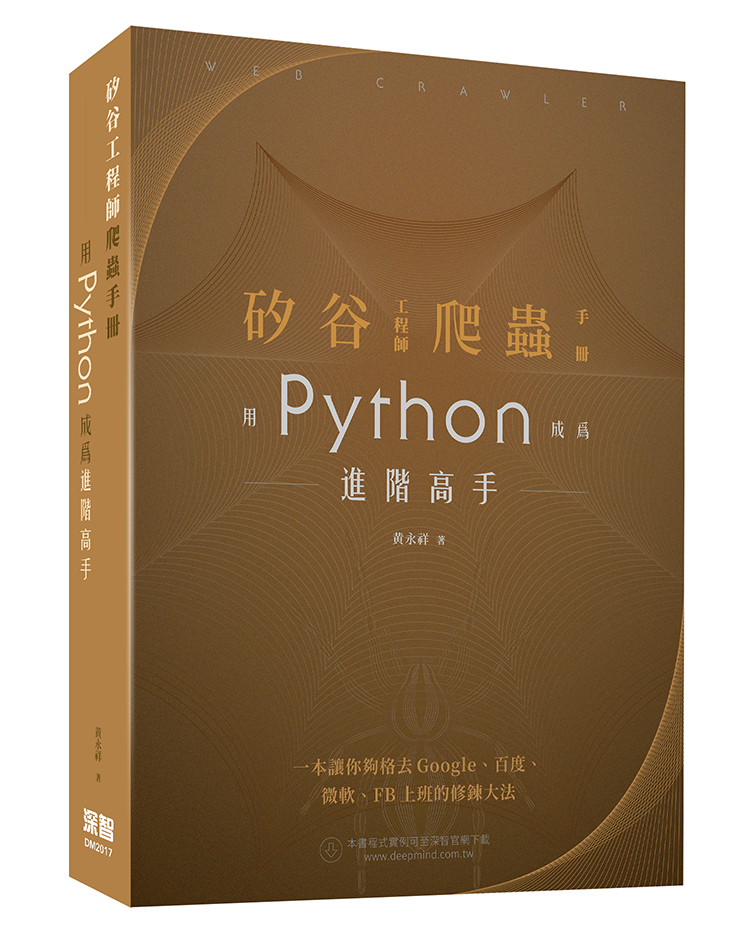 矽谷工程師爬蟲手冊
用Python成爲進階高手
黃永祥 著
深智
DM2017
WEB CRAWLER
矽谷工程師爬蟲手冊
用Python成爲
進階高手
黃永祥 著
一本讓你夠格去Google、百度、
微軟、FB上班的修鍊大法
本書程式實例可至深智官網下載
www.deepmind.com.tw